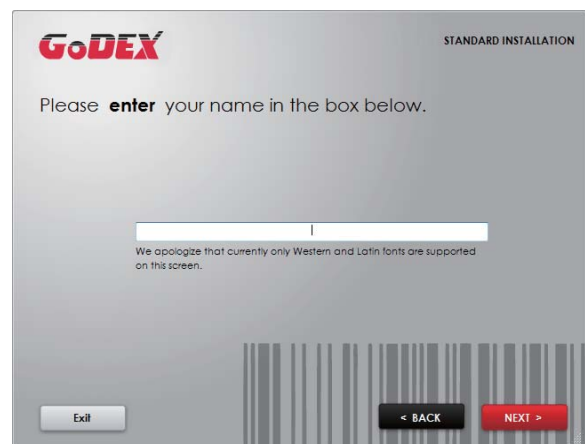 GoDEX
STANDARD INSTALLATION
Please enter your name in the box below.
We apologize that currently only Western and Latin fonts are supported
on this screen.
Exit
< BACK
NEXT >